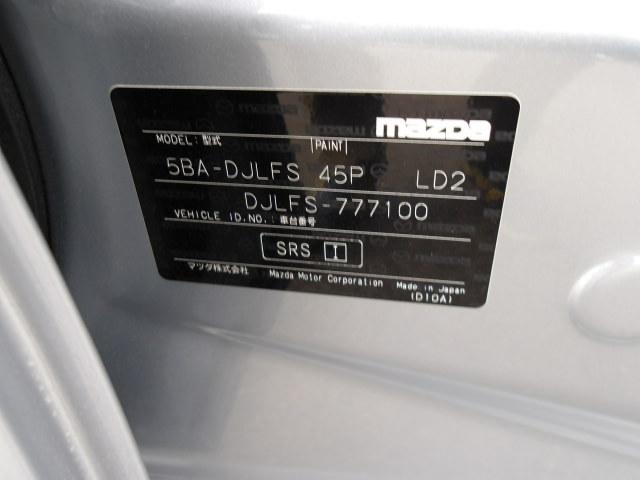 mazda
MODEL: 型式 PAINT
5BA-DJLFS 45P LD2
DJLFS-777100
VEHICLE ID.NO.: 車台番号
SRS I
マツダ株式会社 Mazda Motor Corporation Made in Japan
(D10A)